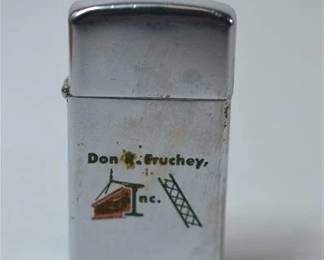 Don R. Fruchey,
Inc.